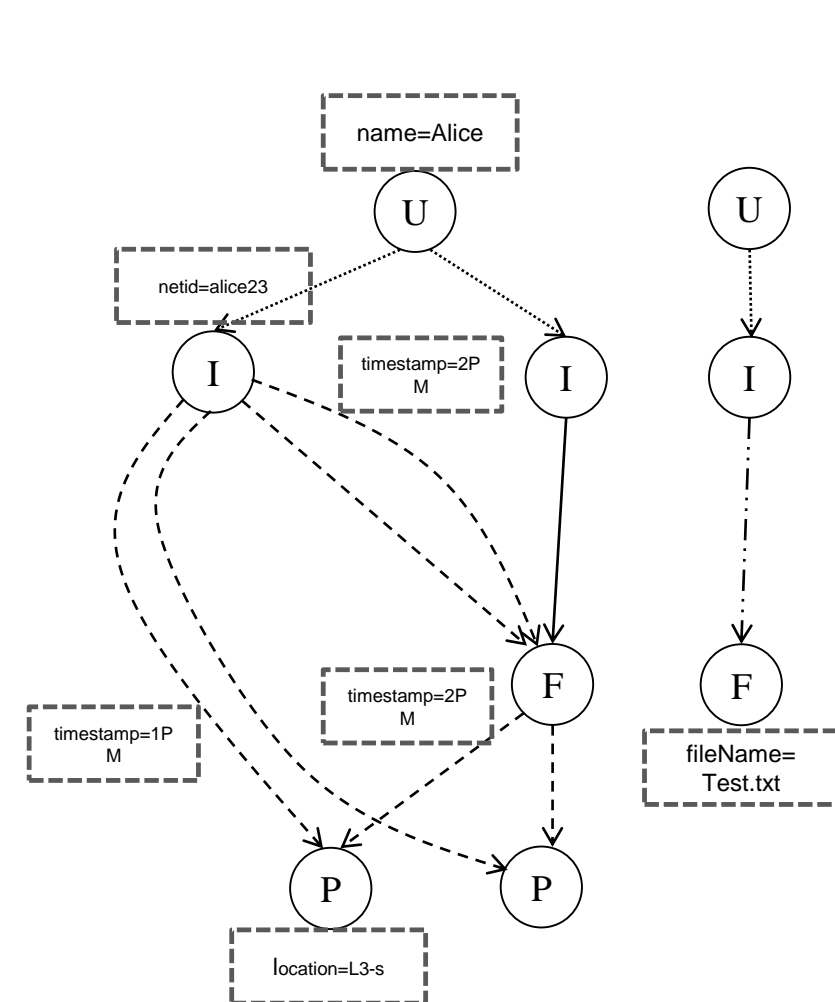 name=Alice
U
U
netid=alice23
timestamp=2P
M
I
I
I
timestamp=2P
M
F
F
timestamp=1P
M
fileName=
Test.txt
P
P
location=L3-s